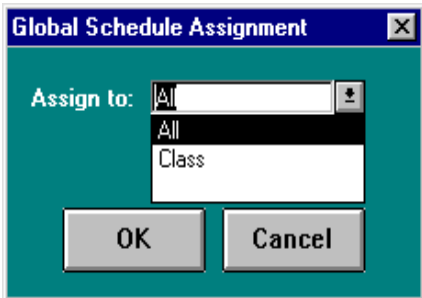 Global Schedule Assignment
Assign to: All
All
Class
OK Cancel